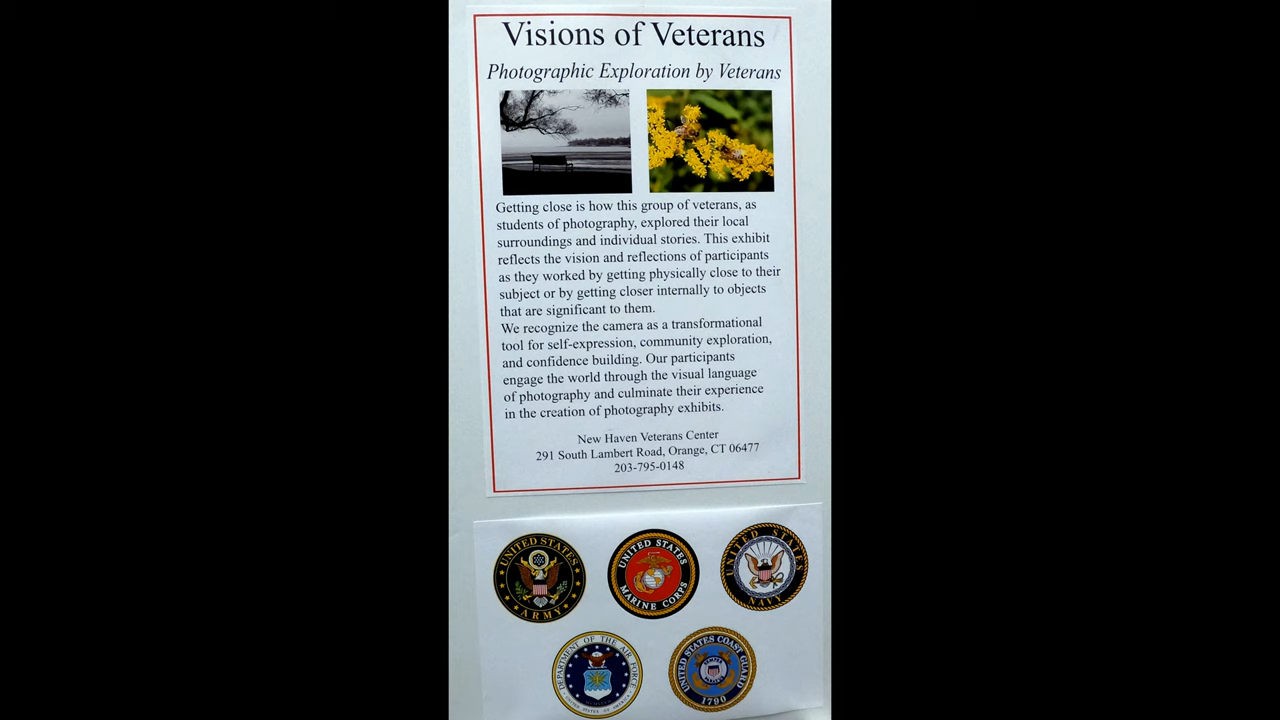 Visions of Veterans
Photographic Exploration by Veterans
Getting close is how this group of veterans, as
students of photography, explored their local
surroundings and individual stories. This exhibit
reflects the vision and reflections of participants
as they worked by getting physically close to their
subject or by getting closer internally to objects
that are significant to them.
We recognize the camera as a transformational
tool for self-expression, community exploration,
and confidence building. Our participants
engage the world through the visual language
of photography and culminate their experience
in the creation of photography exhibits.
New Haven Veterans Center
291 South Lambert Road, Orange, CT 06477
203-795-0148
UNITED STATES
ARMY
UNITED STATES
MARINE CORPS
UNITED STATES
NAVY
DEPARTMENT OF THE AIR FORCE
UNITED STATES OF AMERICA
UNITED STATES COAST GUARD
1790